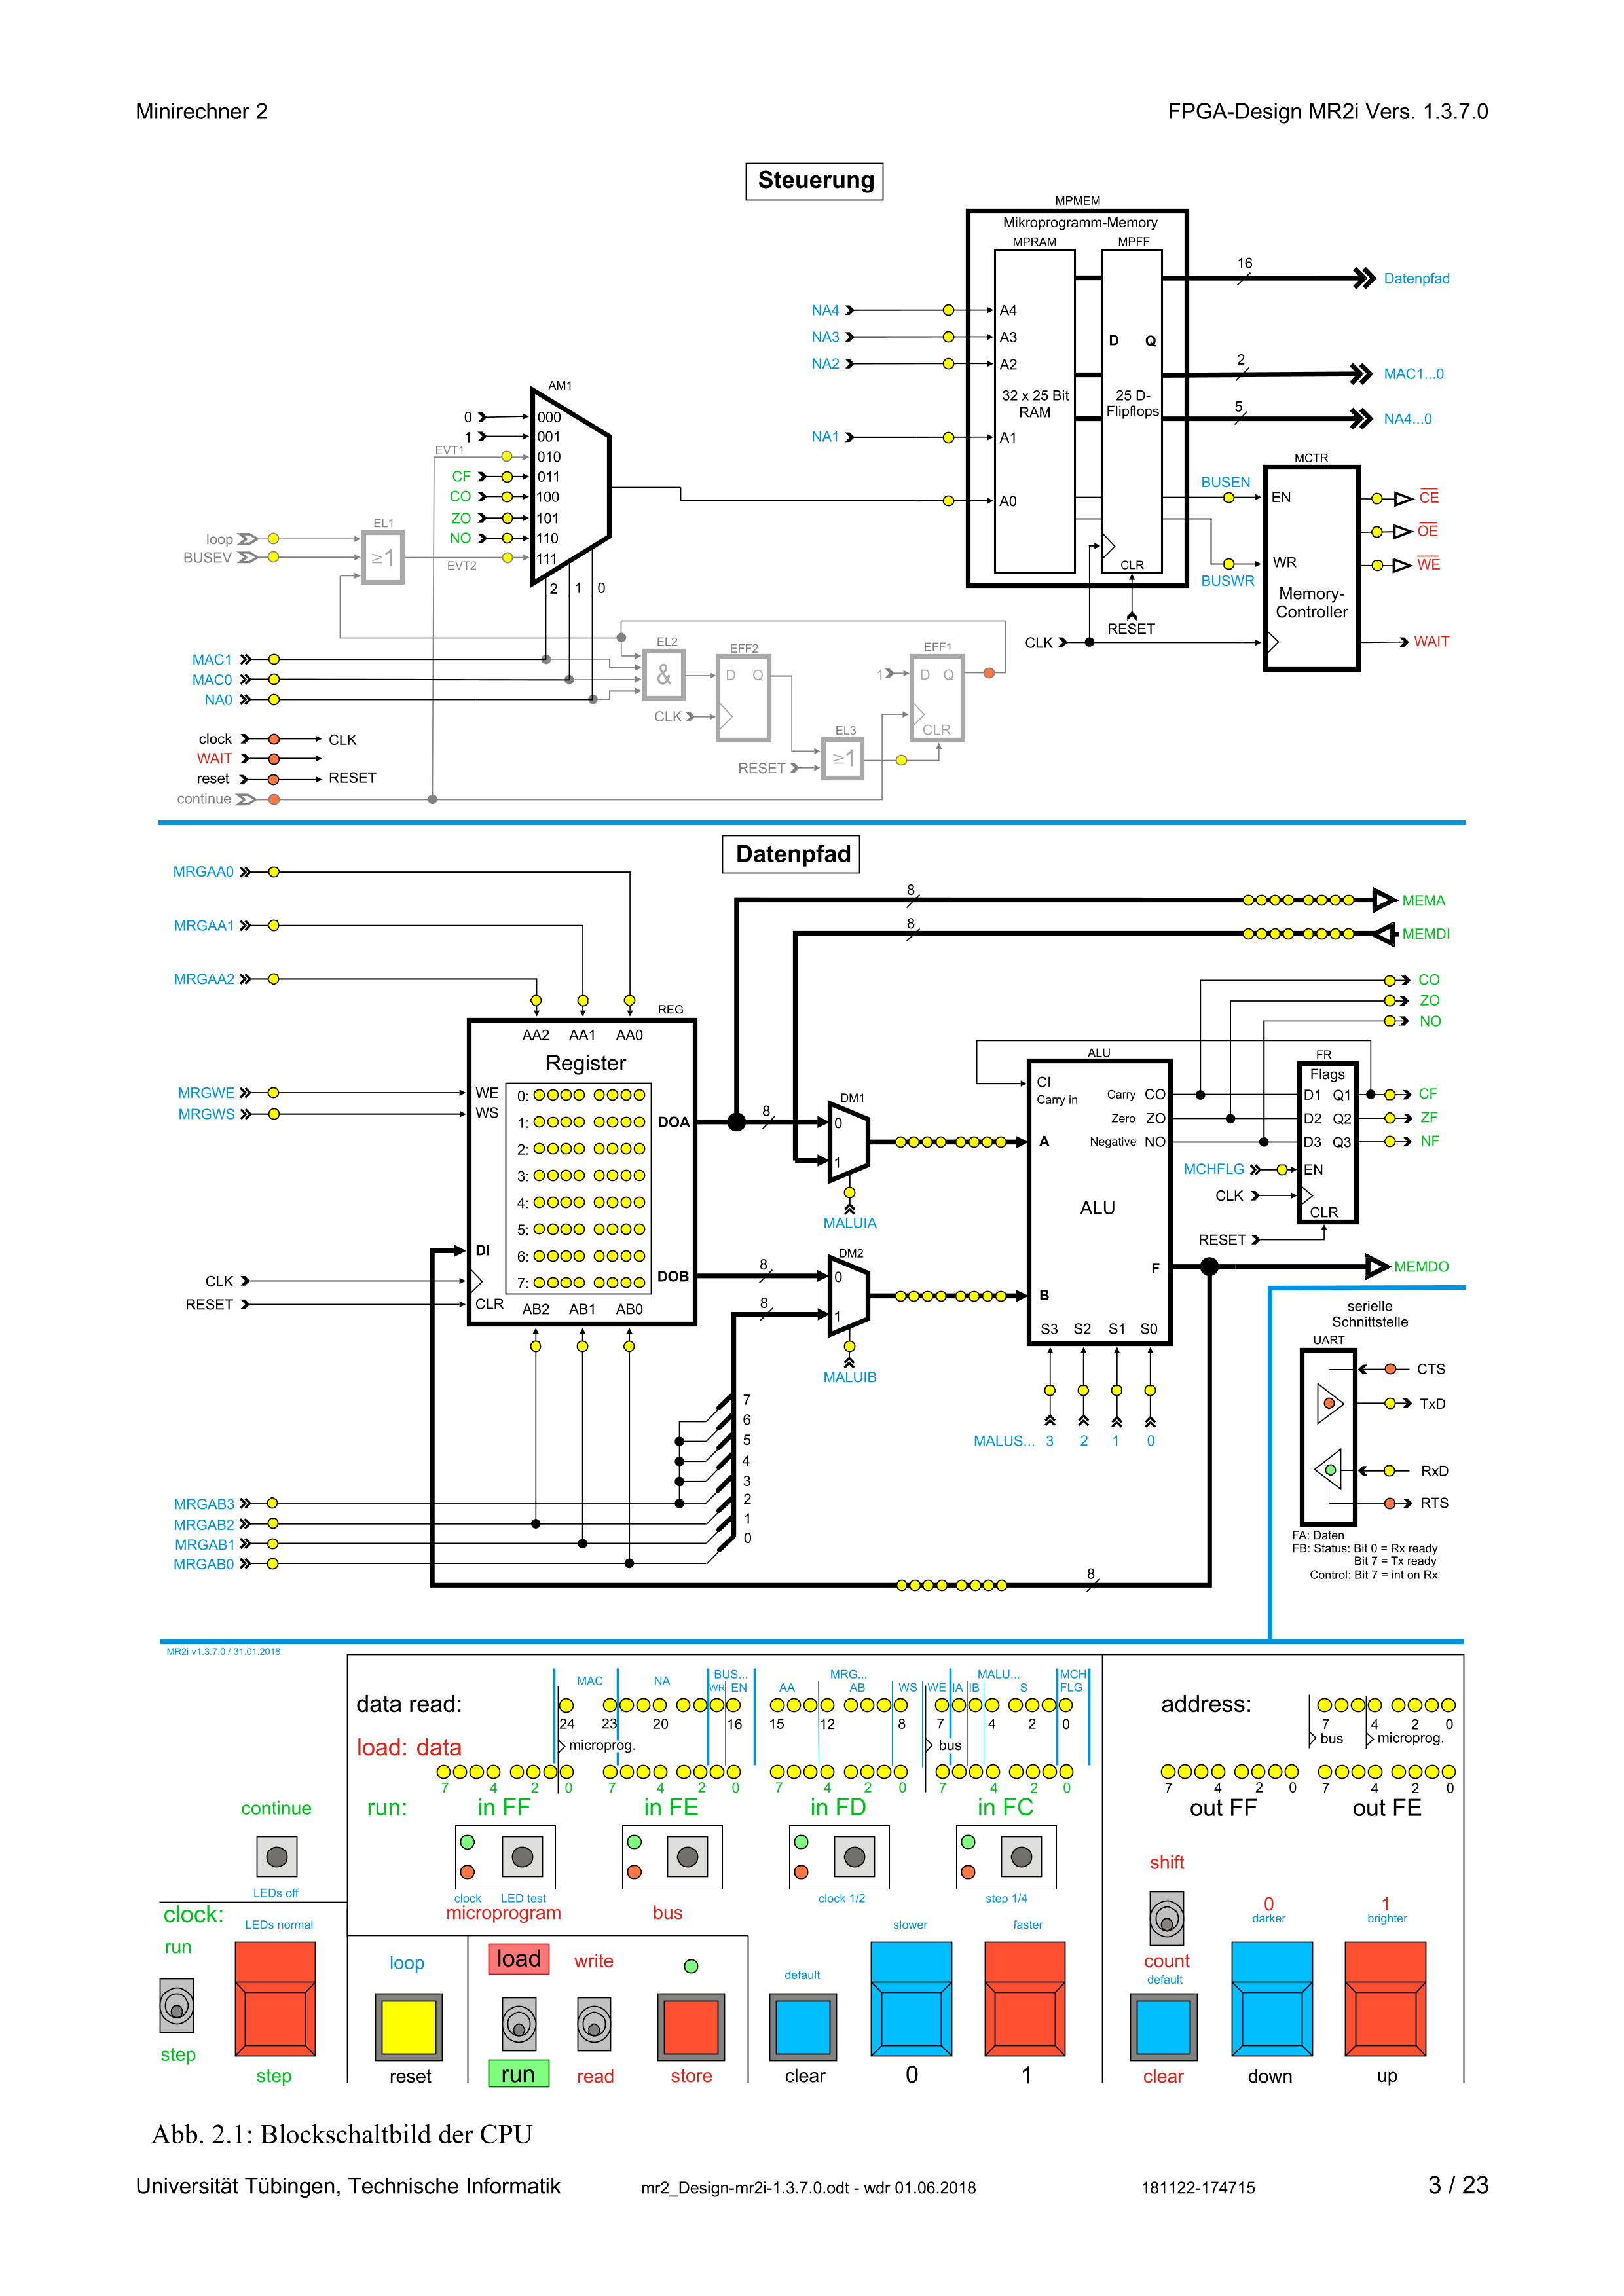 Minirechner 2
FPGA-Design MR2i Vers. 1.3.7.0
Steuerung
MPMEM
Mikroprogramm-Memory
MPRAM
MPFF
16
Datenpfad
NA4
A4
NA3
A3
D Q
NA2
A2
2
MAC1...0
AM1
32 x 25 Bit
RAM
25 D-
Flipflops
5
NA4...0
0
000
1
001
NA1
A1
EVT1
010
MCTR
CF
011
BUSEN
EN
CE
CO
100
A0
ZO
101
OE
EL1
loop
NO
110
BUSEV
≥1
EVT2
111
CLR
WR
WE
BUSWR
Memory-
Controller
2 1 0
RESET
CLK
WAIT
EL2
EFF2
EFF1
MAC1
&
D Q
1
D Q
MAC0
NA0
CLK
EL3
CLR
clock
CLK
WAIT
≥1
RESET
reset
RESET
continue
Datenpfad
MRGAA0
8
MEMA
MRGAA1
8
MEMDI
MRGAA2
CO
ZO
REG
NO
AA2 AA1 AA0
Register
ALU
FR
CI
Flags
MRGWE
WE
0:
DM1
Carry in
Carry CO
D1 Q1
CF
MRGWS
WS
1:
DOA
8
0
Zero ZO
D2 Q2
ZF
2:
A
Negative NO
D3 Q3
NF
3:
1
MCHFLG
EN
4:
CLK
MALUIA
ALU
CLR
5:
RESET
DI
6:
DM2
CLK
7:
DOB
8
0
F
MEMDO
RESET
CLR
AB2 AB1 AB0
8
1
B
S3 S2 S1 S0
serielle
Schnittstelle
UART
MALUIB
CTS
7
TxD
6
5
MALUS... 3 2 1 0
4
RxD
3
MRGAB3
2
RTS
MRGAB2
1
MRGAB1
0
FA: Daten
MRGAB0
FB: Status: Bit 0 = Rx ready
Bit 7 = Tx ready
8
Control: Bit 7 = int on Rx
MR2i v1.3.7.0 / 31.01.2018
MAC
NA
BUS...
WR EN
MRG...
AA AB WS WE
MALU...
IA IB S
MCH
FLG
data read:
address:
24 23 20 16 15 12 8 7 4 2 0
7 4 2 0
load: data
microprog.
bus
bus
microprog.
7 4 2 0
7 4 2 0
7 4 2 0
7 4 2 0
7 4 2 0
7 4 2 0
continue
run:
in FF
in FE
in FD
in FC
out FF
out FE
shift
LEDs off
clock LED test
clock 1/2
step 1/4
clock:
microprogram
bus
LEDs normal
slower
faster
0
darker
1
brighter
run
loop
load
write
default
count
default
step
step
reset
run
read
store
clear
0
1
clear
down
up
Abb. 2.1: Blockschaltbild der CPU
Universität Tübingen, Technische Informatik
mr2_Design-mr2i-1.3.7.0.odt - wdr 01.06.2018
181122-174715
3 / 23